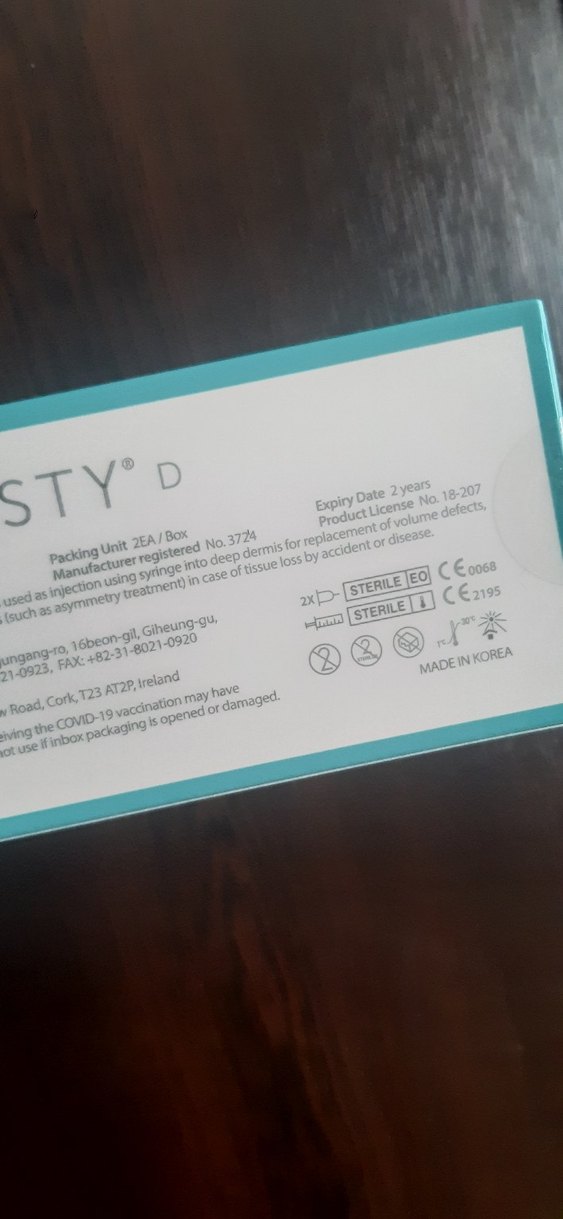 STY® D
Packing Unit 2EA / Box
Expiry Date 2 years
Manufacturer registered No. 3724
Product License No. 18-207
used as injection using syringe into deep dermis for replacement of volume defects,
(such as asymmetry treatment) in case of tissue loss by accident or disease.
ungang-ro, 16beon-gil, Giheung-gu,
21-0923, FAX: +82-31-8021-0920
w Road, Cork, T23 AT2P, Ireland
eiving the COVID-19 vaccination may have
not use if inbox packaging is opened or damaged.
2X STERILE EO CE 0068
STERILE CE 2195
1°C 30°C
MADE IN KOREA